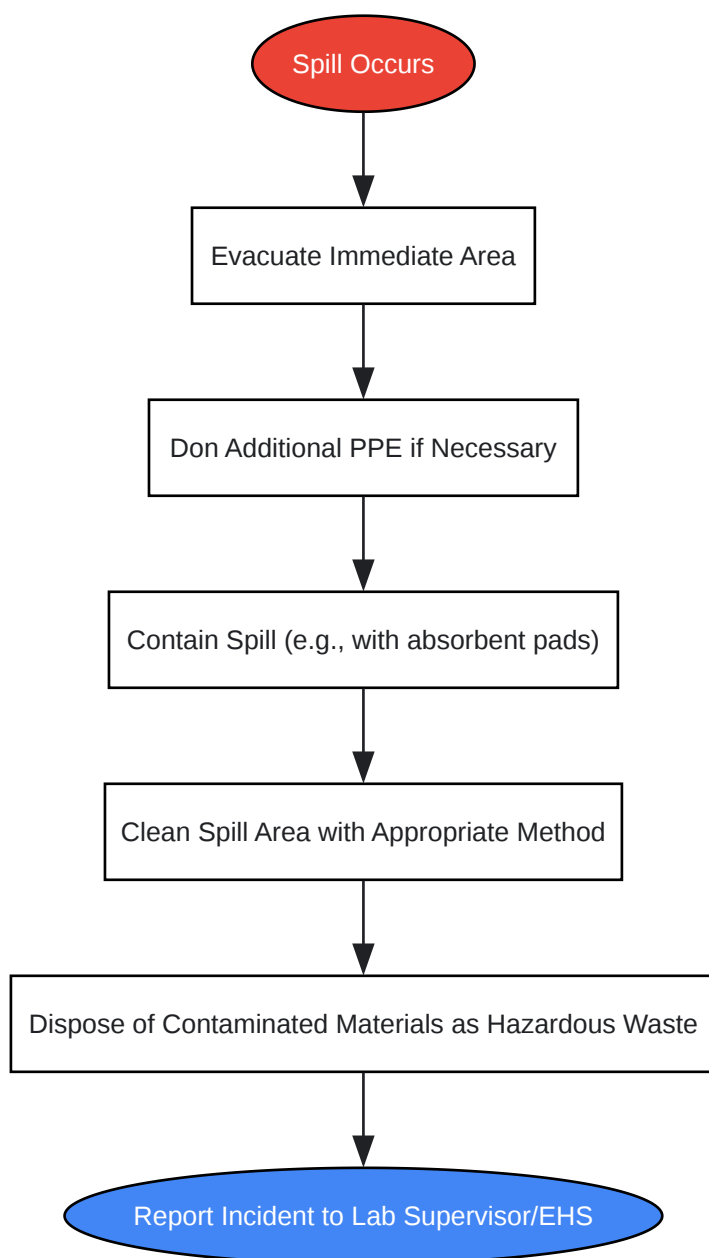 Spill Occurs
Evacuate Immediate Area
Don Additional PPE if Necessary
Contain Spill (e.g., with absorbent pads)
Clean Spill Area with Appropriate Method
Dispose of Contaminated Materials as Hazardous Waste
Report Incident to Lab Supervisor/EHS